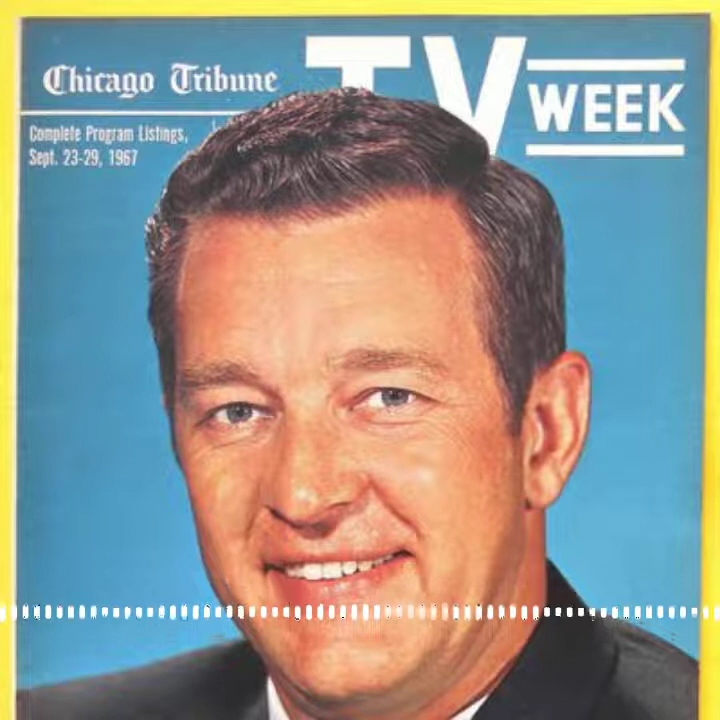 Chicago Tribune
TV WEEK
Complete Program Listings,
Sept. 23-29, 1967